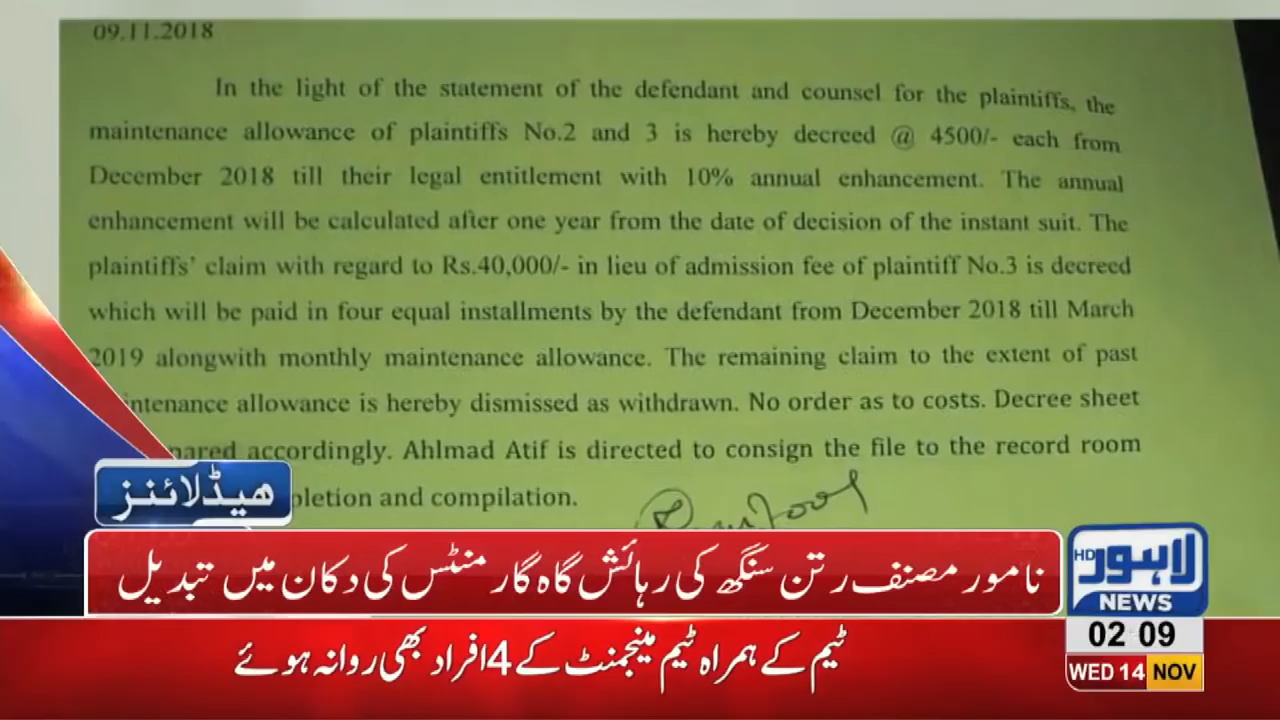 09.11.2018
In the light of the statement of the defendant and counsel for the plaintiffs, the
maintenance allowance of plaintiffs No.2 and 3 is hereby decreed @ 4500/- each from
December 2018 till their legal entitlement with 10% annual enhancement. The annual
enhancement will be calculated after one year from the date of decision of the instant suit. The
plaintiffs' claim with regard to Rs.40,000/- in lieu of admission fee of plaintiff No.3 is decreed
which will be paid in four equal installments by the defendant from December 2018 till March
2019 alongwith monthly maintenance allowance. The remaining claim to the extent of past
intenance allowance is hereby dismissed as withdrawn. No order as to costs. Decree sheet
pared accordingly. Ahlmad Atif is directed to consign the file to the record room
pletion and compilation.
ھیڈلائنز
نامور مصنف رتن سنگھ کی رہائش گاہ گارمنٹس کی دکان میں تبدیل
HD لاہور
NEWS
ٹیم کے ہمراہ ٹیم مینجمنٹ کے 4 افراد بھی روانہ ہوئے
02 09
WED 14 NOV